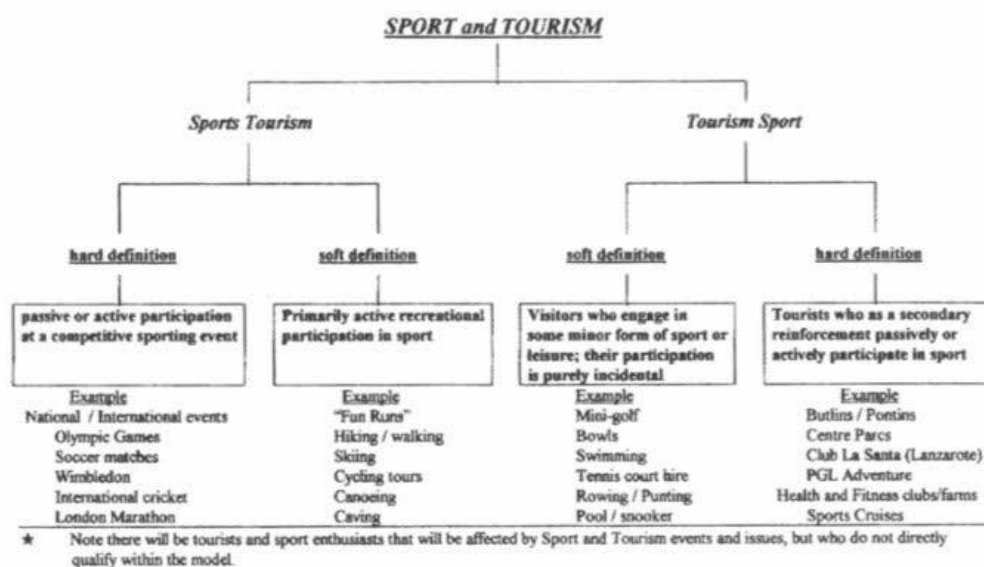 SPORT and TOURISM
Sports Tourism
Tourism Sport
hard definition
soft definition
soft definition
hard definition
passive or active participation
at a competitive sporting event
Primarily active recreational
participation in sport
Visitors who engage in
some minor form of sport or
leisure; their participation
is purely incidental
Tourists who as a secondary
reinforcement passively or
actively participate in sport
Example
National / International events
Olympic Games
Soccer matches
Wimbledon
International cricket
London Marathon
Example
"Fun Runs"
Hiking / walking
Skiing
Cycling tours
Canoeing
Caving
Example
Mini-golf
Bowls
Swimming
Tennis court hire
Rowing / Punting
Pool / snooker
Example
Butlins / Pontins
Centre Parcs
Club La Santa (Lanzarote)
PGL Adventure
Health and Fitness clubs/farms
Sports Cruises
★ Note there will be tourists and sport enthusiasts that will be affected by Sport and Tourism events and issues, but who do not directly
qualify within the model.